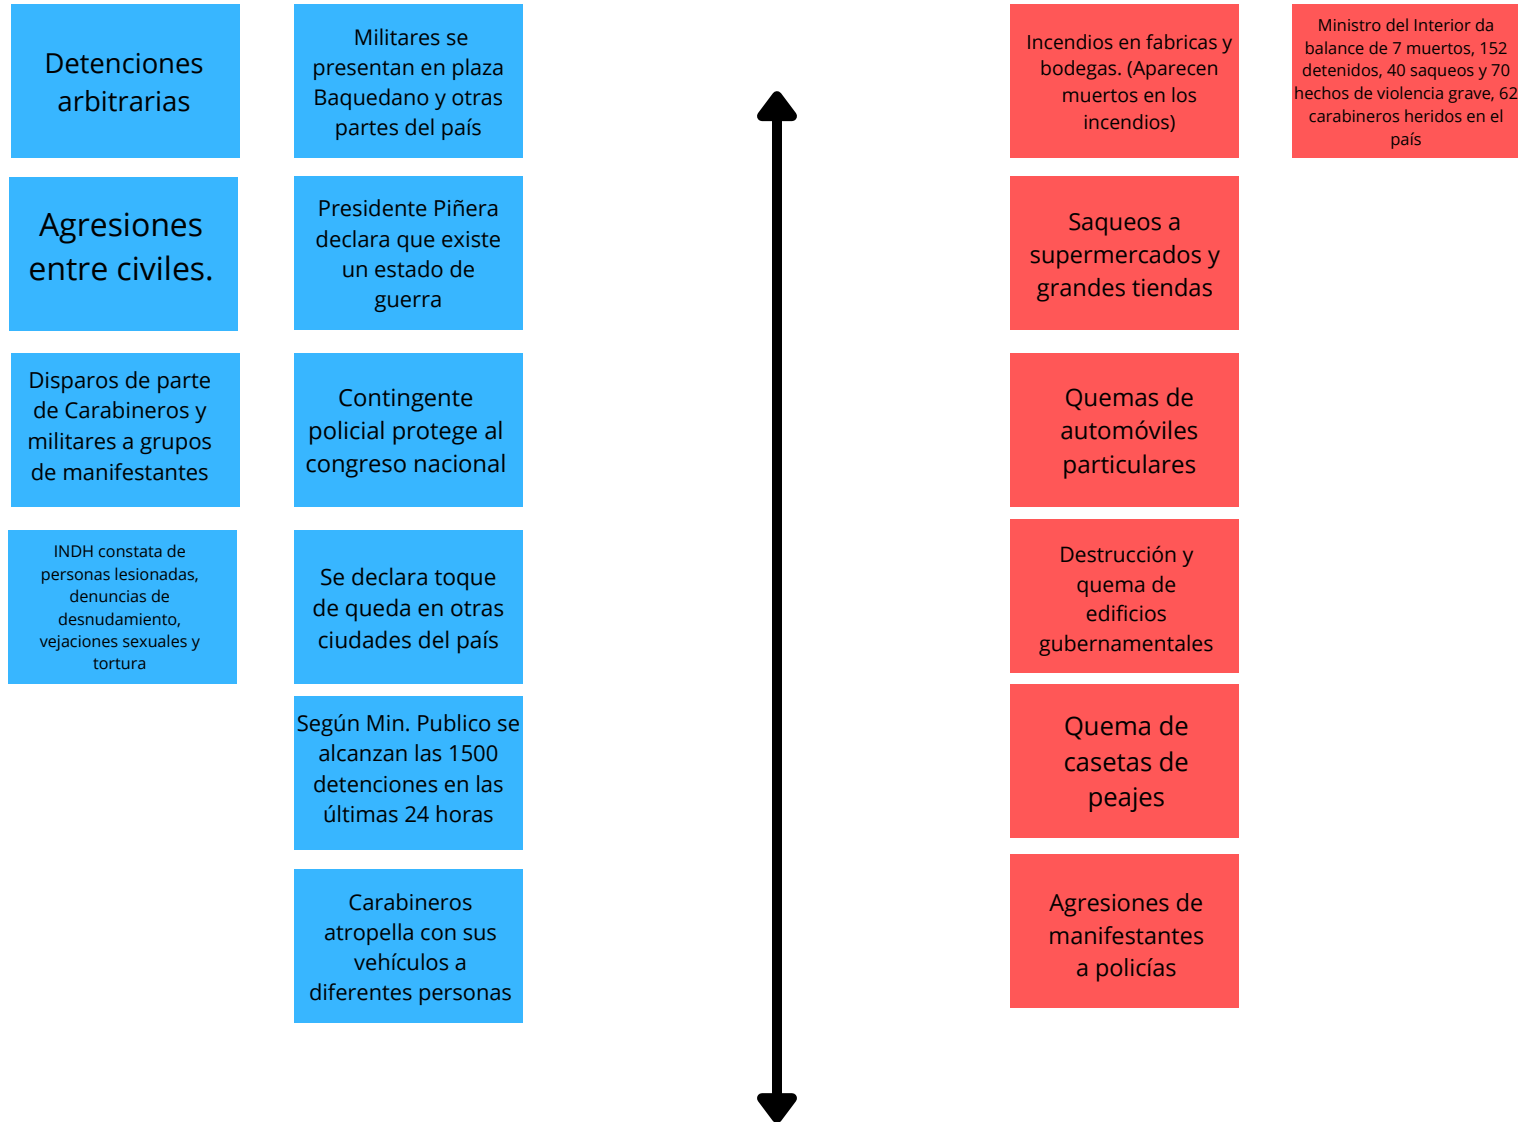 Detenciones
arbitrarias
Militares se
presentan en plaza
Baquedano y otras
partes del país
Incendios en fabricas y
bodegas. (Aparecen
muertos en los
incendios)
Ministro del Interior da
balance de 7 muertos, 152
detenidos, 40 saqueos y 70
hechos de violencia grave, 62
carabineros heridos en el
país
Agresiones
entre civiles.
Presidente Piñera
declara que existe
un estado de
guerra
Saqueos a
supermercados y
grandes tiendas
Disparos de parte
de Carabineros y
militares a grupos
de manifestantes
Contingente
policial protege al
congreso nacional
Quemas de
automóviles
particulares
INDH constata de
personas lesionadas,
denuncias de
desnudamiento,
vejaciones sexuales y
tortura
Se declara toque
de queda en otras
ciudades del país
Destrucción y
quema de
edificios
gubernamentales
Según Min. Publico se
alcanzan las 1500
detenciones en las
últimas 24 horas
Quema de
casetas de
peajes
Carabineros
atropella con sus
vehículos a
diferentes personas
Agresiones de
manifestantes
a policías